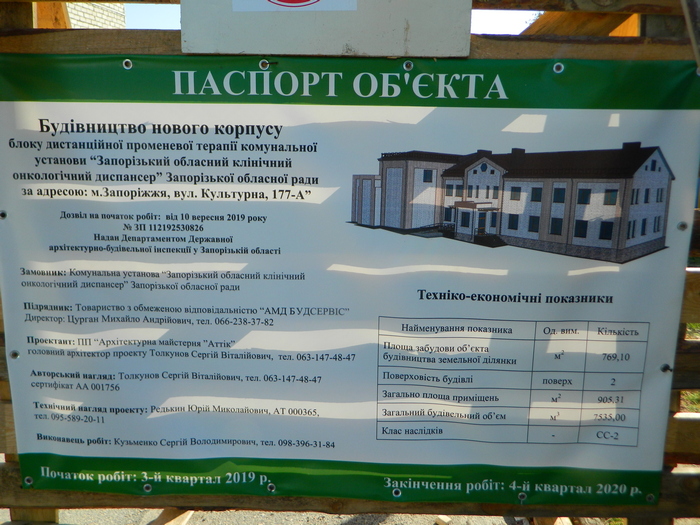 ПАСПОРТ ОБ'ЄКТА
Будівництво нового корпусу
блоку дистанційної променевої терапії комунальної
установи “Запорізький обласний клінічний
онкологічний диспансер” Запорізької обласної ради
за адресою: м.Запоріжжя, вул. Культурна, 177-А”
Дозвіл на початок робіт: від 10 вересня 2019 року
№ ЗП 112192530826
Надан Департаментом Державної
архітектурно-будівельної інспекції у Запорізькій області
Замовник: Комунальна установа “Запорізький обласний клінічний
онкологічний диспансер” Запорізької обласної ради
Підрядник: Товариство з обмеженою відповідальністю “АМД БУДСЕРВІС”
Директор: Цурган Михайло Андрійович, тел. 066-238-37-82
Проектант: ПП “Архітектурна майстерня ”Аттік”
головний архітектор проекту Толкунов Сергій Віталійович, тел. 063-147-48-47
Авторський нагляд: Толкунов Сергій Віталійович, тел. 063-147-48-47
сертифікат АА 001756
Технічний нагляд проекту: Редькин Юрій Миколайович, АТ 000365,
тел. 095-589-20-11
Виконавець робіт: Кузьменко Сергій Володимирович, тел. 098-396-31-84
Техніко-економічні показники
Найменування показника Од. вим. Кількість
Площа забудови об'єкта
будівництва земельної ділянки м² 769,10
Поверховість будівлі поверх 2
Загально площа приміщень м² 905,31
Загальний будівельний об'єм м³ 7535,00
Клас наслідків - СС-2
Початок робіт: 3-й квартал 2019 р.
Закінчення робіт: 4-й квартал 2020 р.